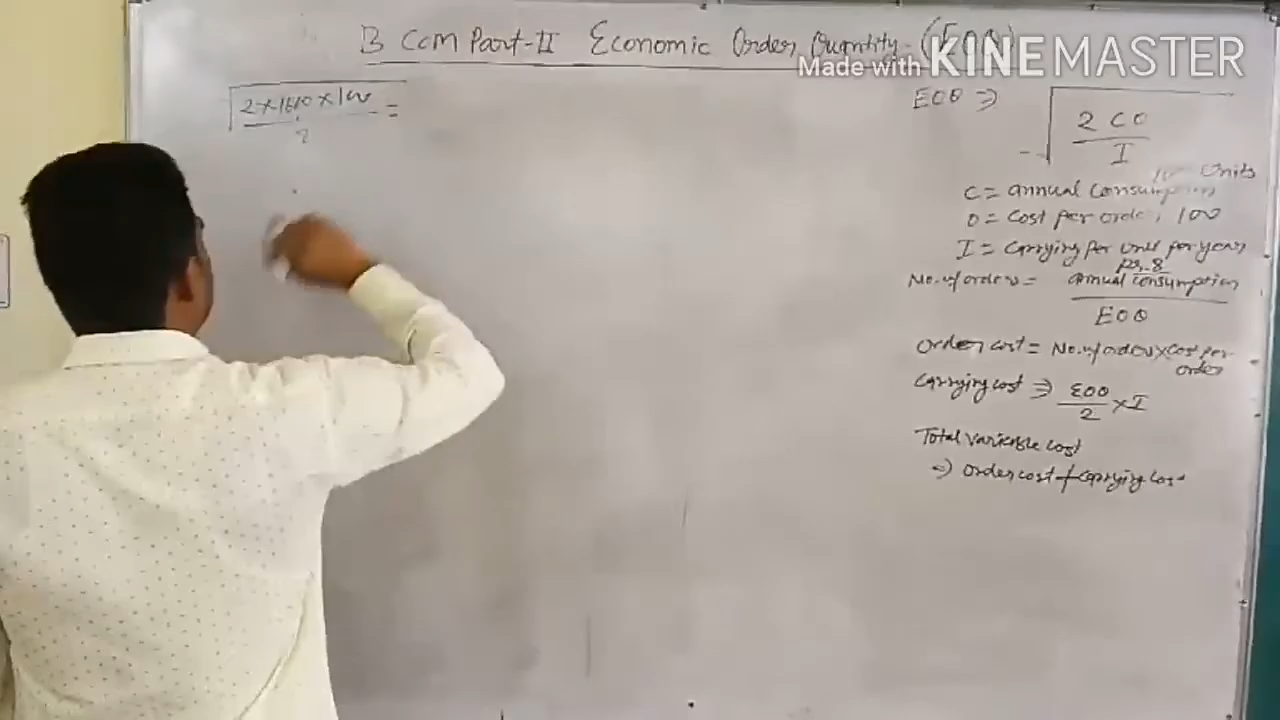 B Com Part-II Economic Order Quantity - (EOQ)
Made with KINEMASTER
2 x 1600 x 100 =
2
EOQ ⇒
2 CO
I
Units
C = annual Consumption
O = Cost per order, 100
I = Carrying per unit per year
No. of orders = annual consumption
EOQ
Order cost = No. of orders x cost per order
Carrying cost ⇒ EOQ x I
2
Total variable cost
⇒ order cost + carrying cost